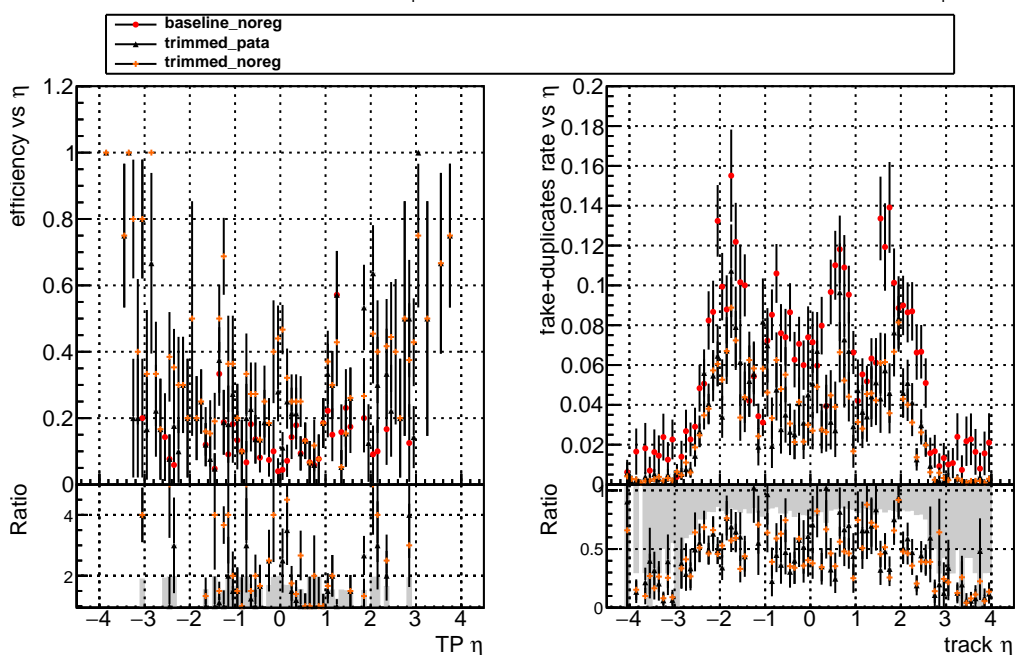 baseline_noreg
trimmed_pata
trimmed_noreg
efficiency vs η
1.2
1
0.8
0.6
0.4
0.2
0
Ratio
4
2
−4 −3 −2 −1 0 1 2 3 4
TP η
fake+duplicates rate vs η
0.2
0.18
0.16
0.14
0.12
0.1
0.08
0.06
0.04
0.02
0
Ratio
0.5
0
−4 −3 −2 −1 0 1 2 3 4
track η